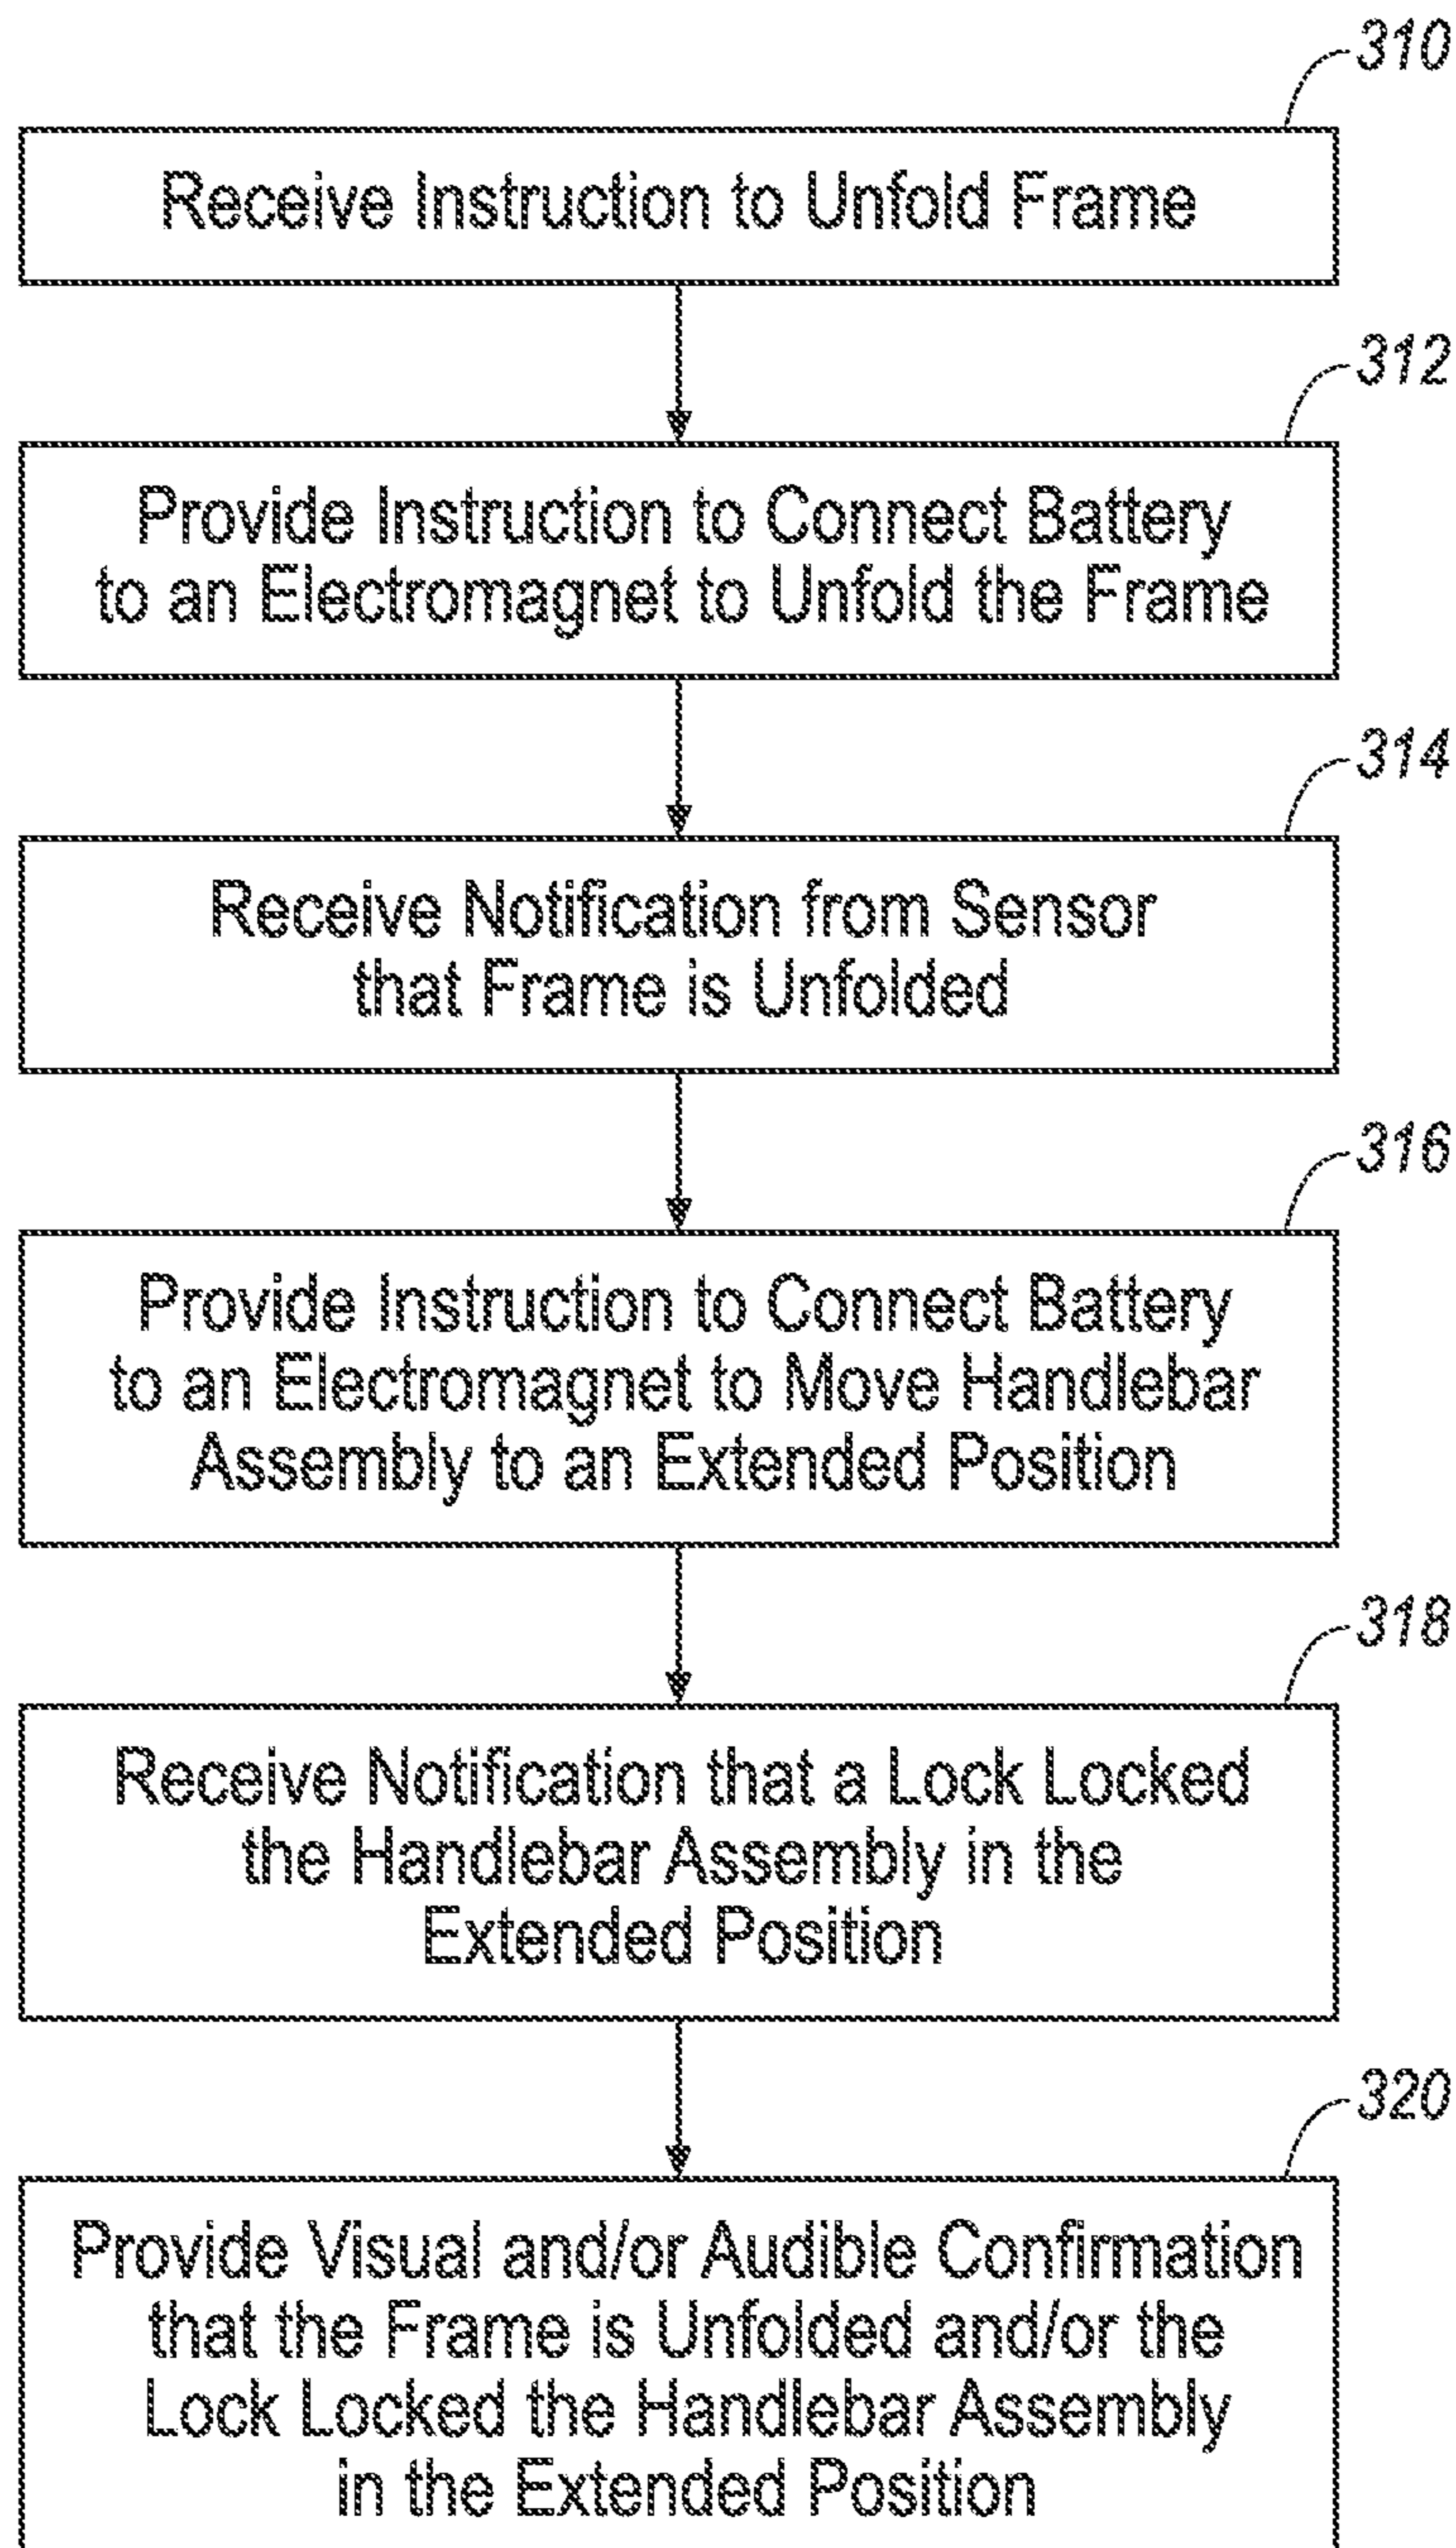 310
Receive Instruction to Unfold Frame
312
Provide Instruction to Connect Battery
to an Electromagnet to Unfold the Frame
314
Receive Notification from Sensor
that Frame is Unfolded
316
Provide Instruction to Connect Battery
to an Electromagnet to Move Handlebar
Assembly to an Extended Position
318
Receive Notification that a Lock Locked
the Handlebar Assembly in the
Extended Position
320
Provide Visual and/or Audible Confirmation
that the Frame is Unfolded and/or the
Lock Locked the Handlebar Assembly
in the Extended Position